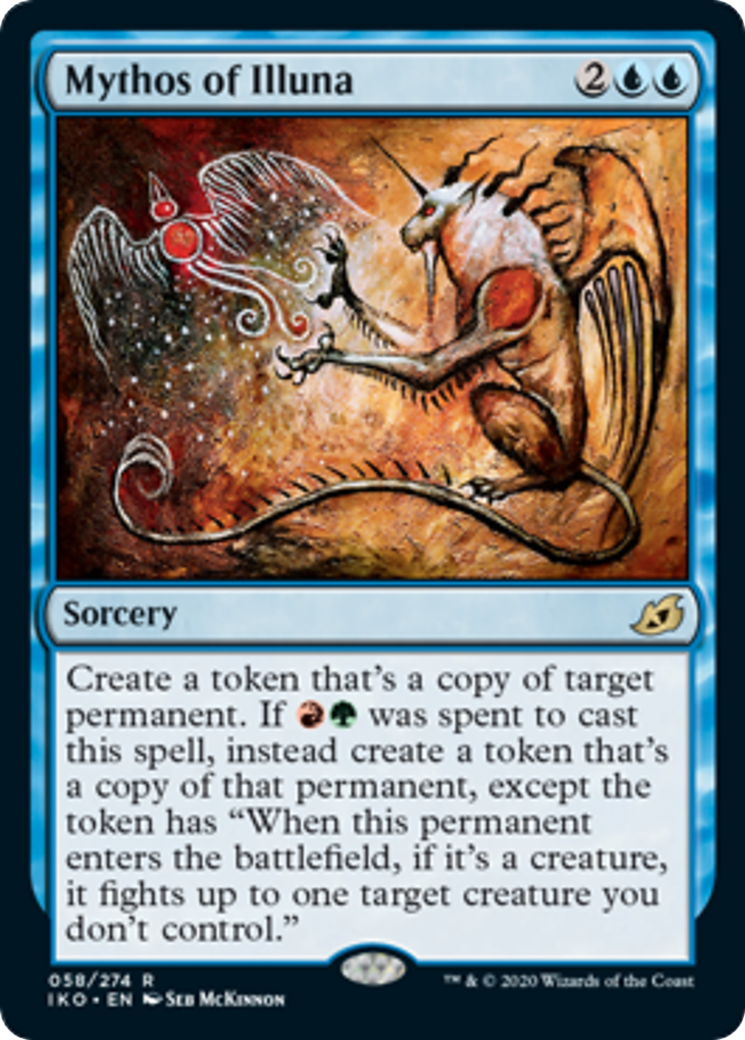 Mythos of Illuna 2
Sorcery
Create a token that's a copy of target
permanent. If was spent to cast
this spell, instead create a token that's
a copy of that permanent, except the
token has “When this permanent
enters the battlefield, if it's a creature,
it fights up to one target creature you
don't control.”
058/274 R ™ & © 2020 Wizards of the Coast
IKO • EN Seb McKinnon